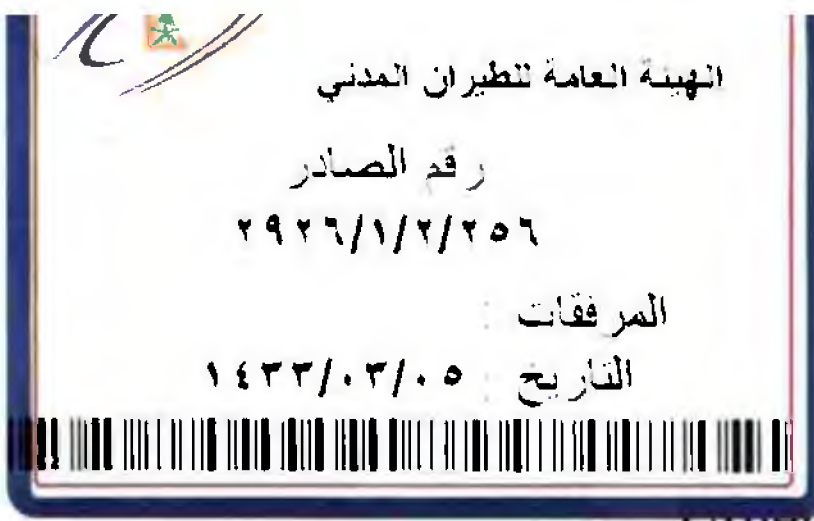 الهيئة العامة للطيران المدني
رقم الصادر
٢٩٢٦/١/٢/٢٥٦
المرفقات :
التاريخ : ١٤٣٣/٠٣/٠٥